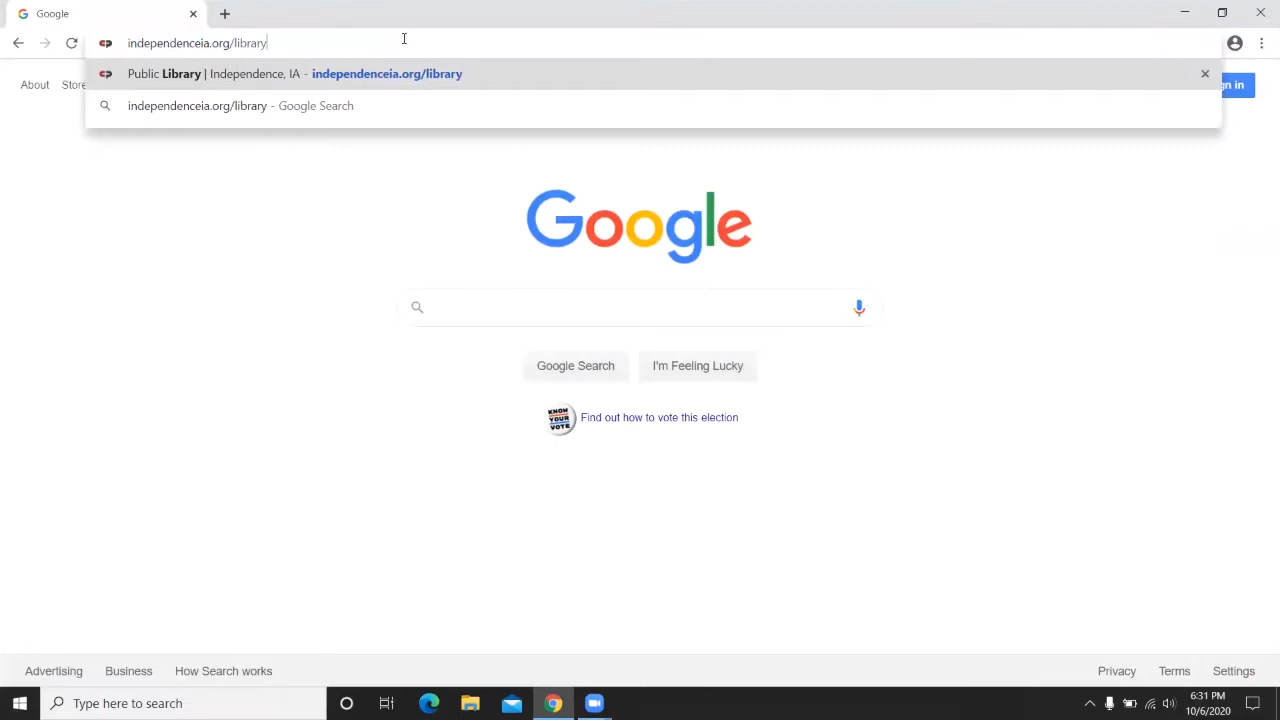 Google
independenceia.org/library
Public Library | Independence, IA - independenceia.org/library
independenceia.org/library - Google Search
About Store
n in
Google
Google Search I'm Feeling Lucky
KNOW YOUR VOTE
Find out how to vote this election
Advertising Business How Search works
Privacy Terms Settings
Type here to search
6:31 PM
10/6/2020